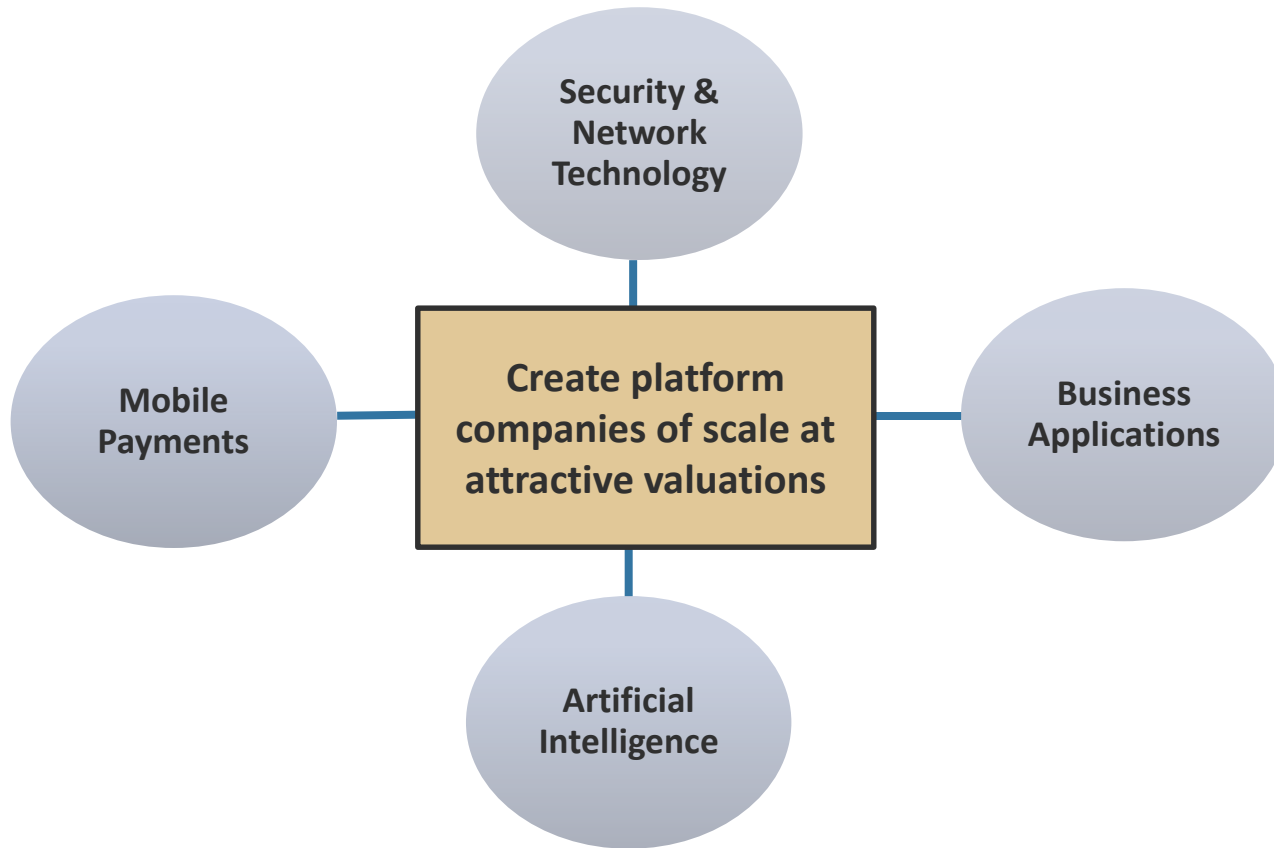 Security &
Network
Technology
Mobile
Payments
Create platform
companies of scale at
attractive valuations
Business
Applications
Artificial
Intelligence